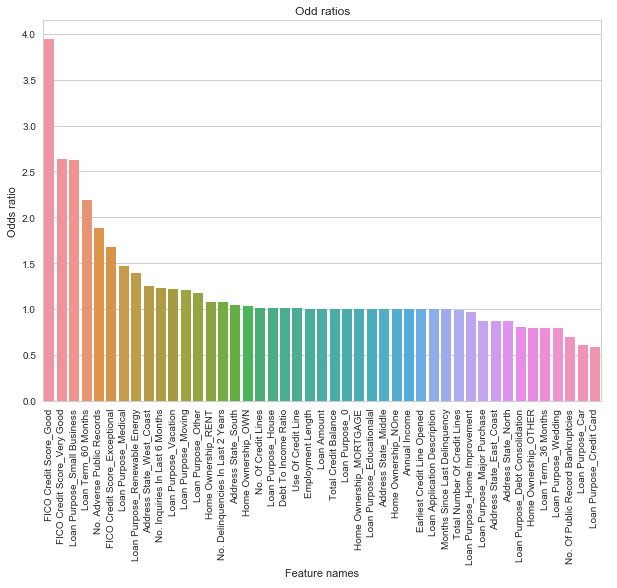 Odd ratios
Odds ratio
4.0
3.5
3.0
2.5
2.0
1.5
1.0
0.5
0.0
FICO Credit Score_Good
FICO Credit Score_Very Good
Loan Purpose_Small Business
Loan Term_60 Months
No. Adverse Public Records
FICO Credit Score_Exceptional
Loan Purpose_Medical
Loan Purpose_Renewable Energy
Address State_West_Coast
No. Inquiries In Last 6 Months
Loan Purpose_Vacation
Loan Purpose_Moving
Loan Purpose_Other
Home Ownership_RENT
No. Delinquencies In Last 2 Years
Address State_South
Home Ownership_OWN
No. Of Credit Lines
Loan Purpose_House
Debt To Income Ratio
Use Of Credit Line
Employment Length
Loan Amount
Total Credit Balance
Loan Purpose_0
Home Ownership_MORTGAGE
Loan Purpose_Educationalal
Address State_Middle
Home Ownership_NOne
Annual Income
Earliest Credit Line Opened
Loan Application Description
Months Since Last Delinquency
Total Number Of Credit Lines
Loan Purpose_Home Improvement
Loan Purpose_Major Purchase
Address State_East_Coast
Address State_North
Loan Purpose_Debt Consolidation
Home Ownership_OTHER
Loan Term_36 Months
Loan Purpose_Wedding
No. Of Public Record Bankruptcies
Loan Purpose_Car
Loan Purpose_Credit Card
Feature names